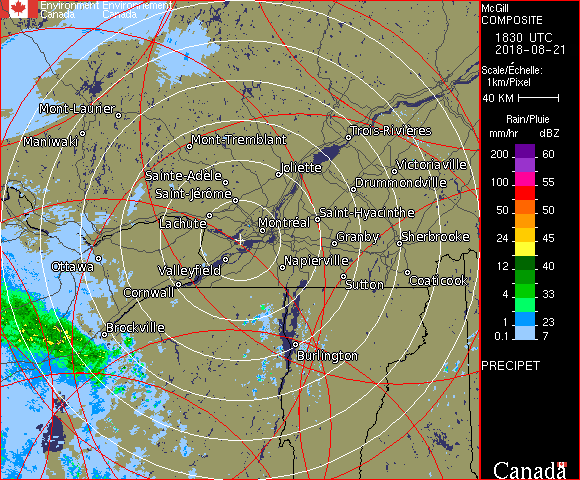 Environment Environnement
Canada Canada
McGill
COMPOSITE
1830 UTC
2018-08-21
Scale/Échelle:
1km/Pixel
40 KM
Rain/Pluie
mm/hr dBZ
200 60
55
100 55
50 50
24 45
12 40
4 33
1 23
0.1 7
PRECIPET
Canada
Mont-Laurier
Maniwaki
Mont-Tremblant
Trois-Rivières
Joliette
Victoriaville
Sainte-Adèle
Drummondville
Saint-Jérôme
Lachute
Montréal
Saint-Hyacinthe
Granby
Sherbrooke
Ottawa
Valleyfield
Napierville
Cornwall
Sutton
Coaticook
Brockville
Burlington